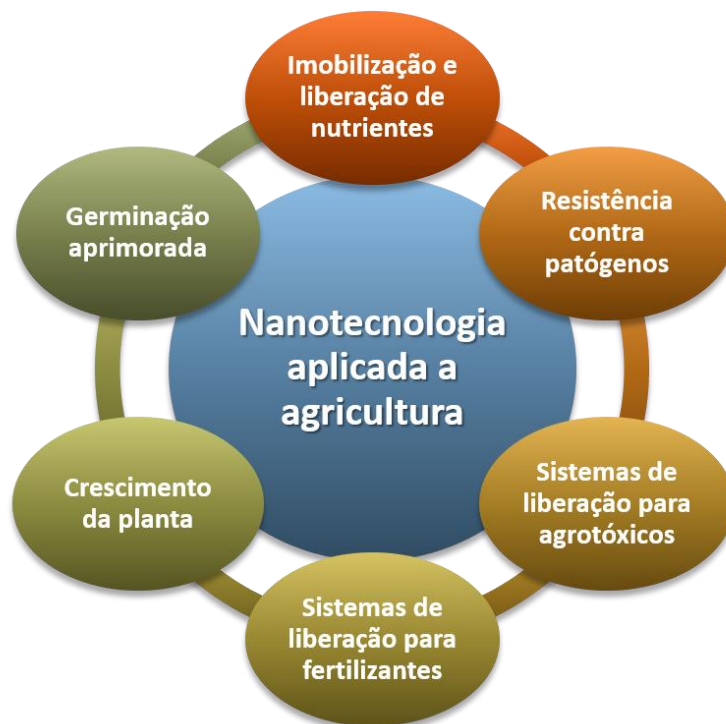 Imobilização e
liberação de
nutrientes
Resistência
contra
patógenos
Sistemas de
liberação para
agrotóxicos
Sistemas de
liberação para
fertilizantes
Crescimento
da planta
Germinação
aprimorada
Nanotecnologia
aplicada a
agricultura